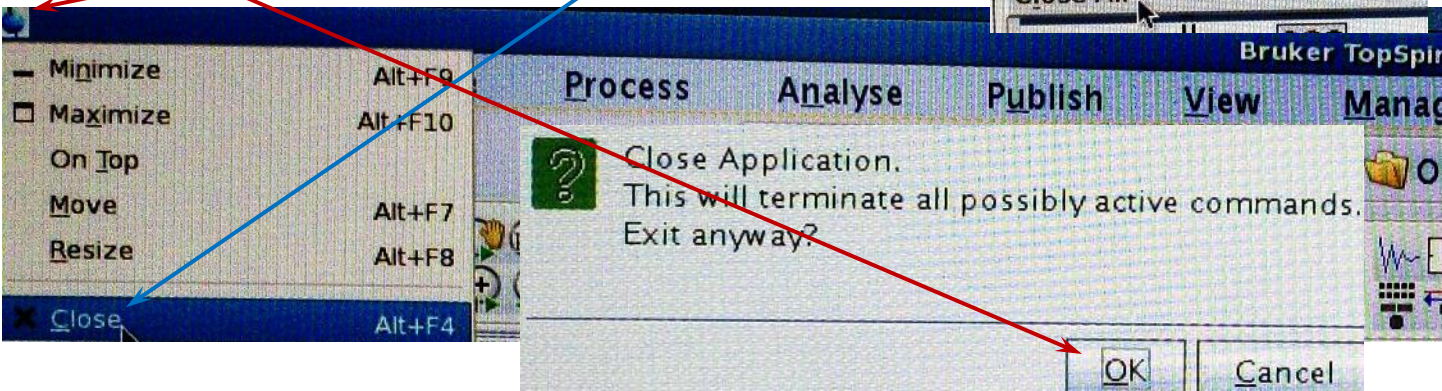 Minimize Alt+F9
Maximize Alt+F10
On Top
Move Alt+F7
Resize Alt+F8
Close Alt+F4
Bruker TopSpin
Process Analyse Publish View Manag
Close Application.
This will terminate all possibly active commands.
Exit anyway?
OK Cancel